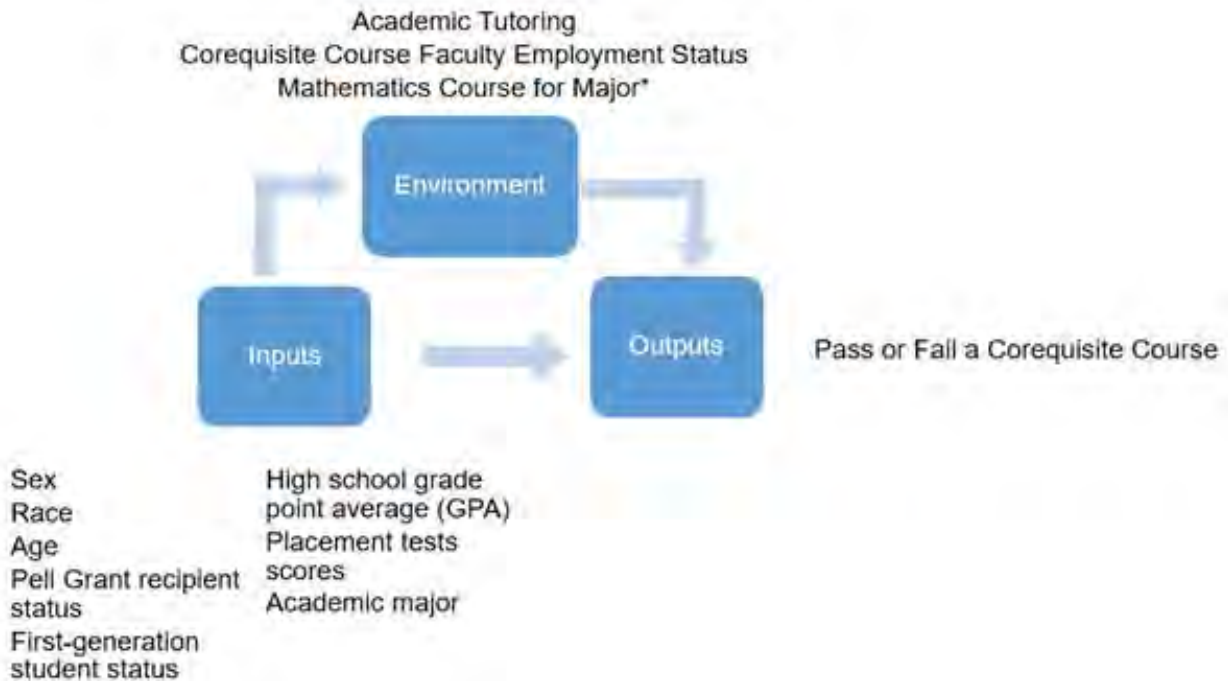 Academic Tutoring
Corequisite Course Faculty Employment Status
Mathematics Course for Major*
Environment
Inputs
Outputs
Pass or Fail a Corequisite Course
Sex
Race
Age
Pell Grant recipient
status
First-generation
student status
High school grade
point average (GPA)
Placement tests
scores
Academic major